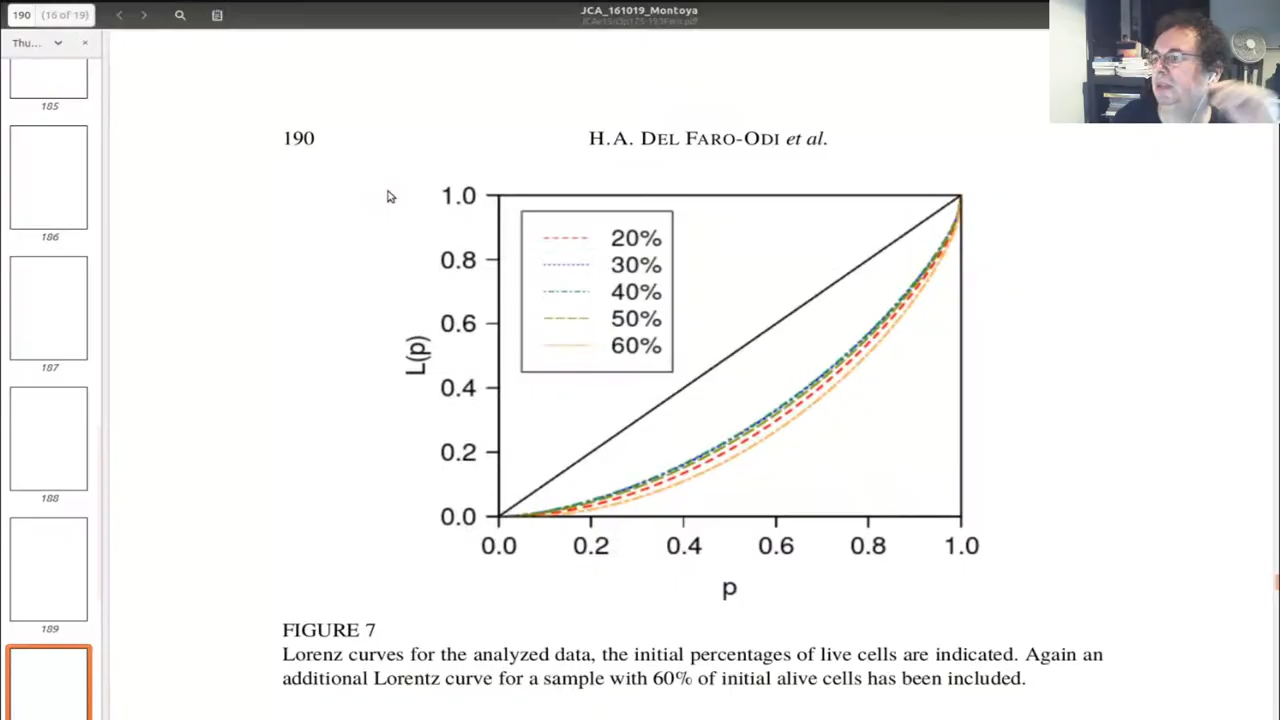 190 (16 of 19)
JCA_161019_Montoya
Thu...
185
186
187
188
189
190 H.A. DEL FARO-ODI et al.
1.0
0.8
0.6
0.4
0.2
0.0
L(p)
20%
30%
40%
50%
60%
0.0 0.2 0.4 0.6 0.8 1.0
p
FIGURE 7
Lorenz curves for the analyzed data, the initial percentages of live cells are indicated. Again an
additional Lorentz curve for a sample with 60% of initial alive cells has been included.